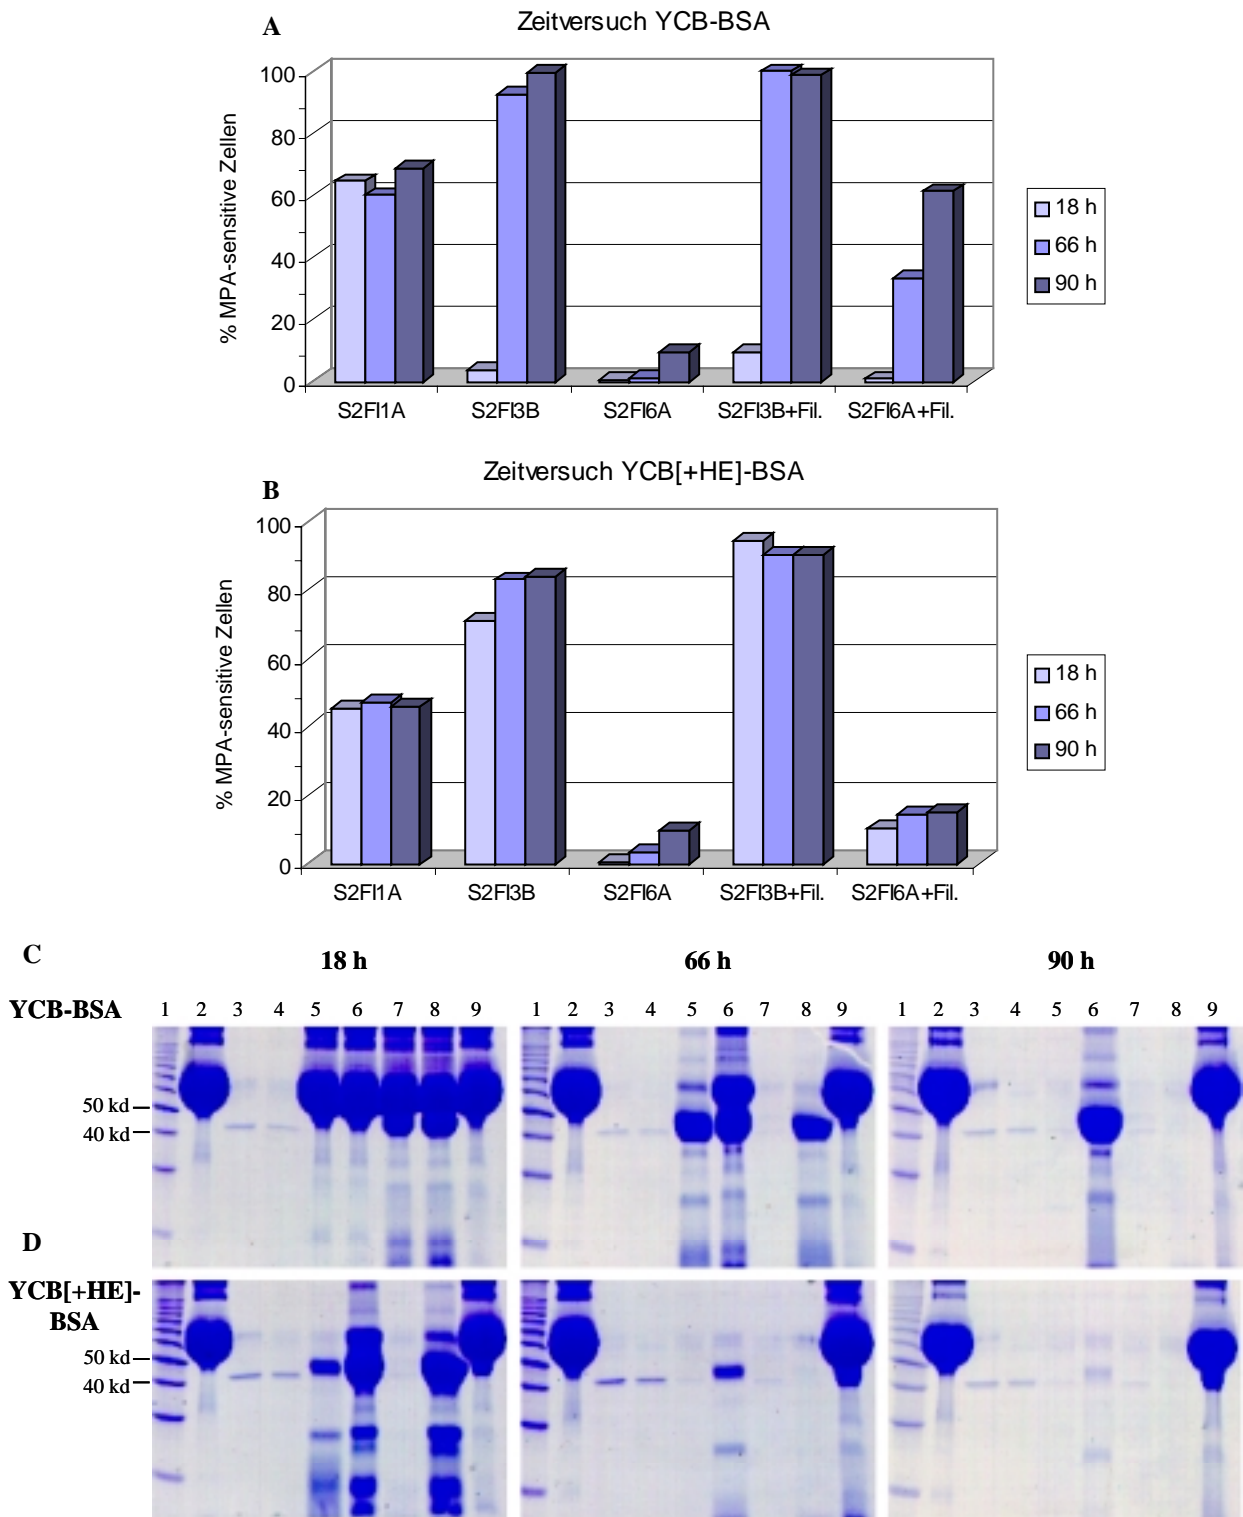 A
Zeitversuch YCB-BSA
% MPA-sensitive Zellen
100
80
60
40
20
0
S2FI1A S2FI3B S2FI6A S2FI3B+Fil. S2FI6A+Fil.
18 h
66 h
90 h
B
Zeitversuch YCB[+HE]-BSA
% MPA-sensitive Zellen
100
80
60
40
20
0
S2FI1A S2FI3B S2FI6A S2FI3B+Fil. S2FI6A+Fil.
18 h
66 h
90 h
C
18 h 66 h 90 h
YCB-BSA 1 2 3 4 5 6 7 8 9 1 2 3 4 5 6 7 8 9 1 2 3 4 5 6 7 8 9
50 kd
40 kd
D
YCB[+HE]-
BSA
50 kd
40 kd